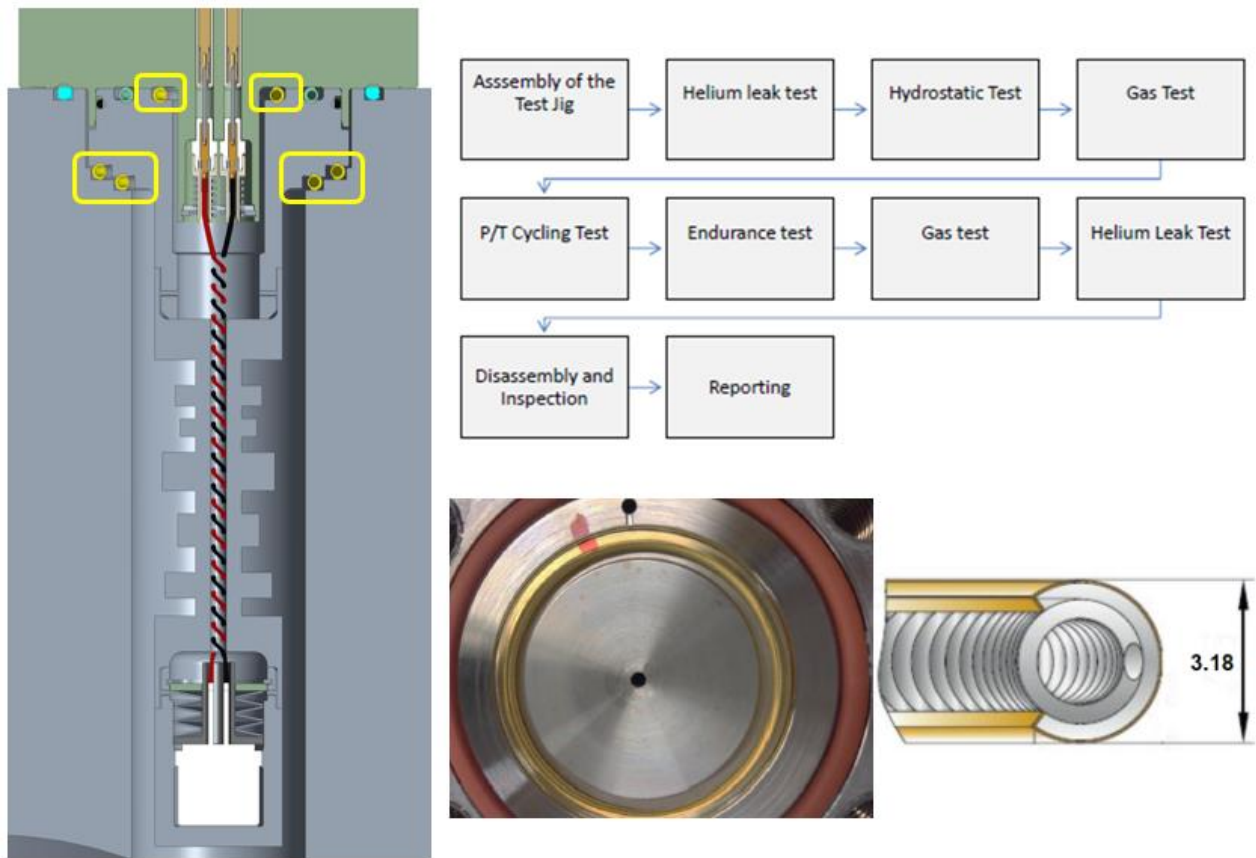 Asssembly of the
Test Jig
Helium leak test
Hydrostatic Test
Gas Test
P/T Cycling Test
Endurance test
Gas test
Helium Leak Test
Disassembly and
Inspection
Reporting
3.18